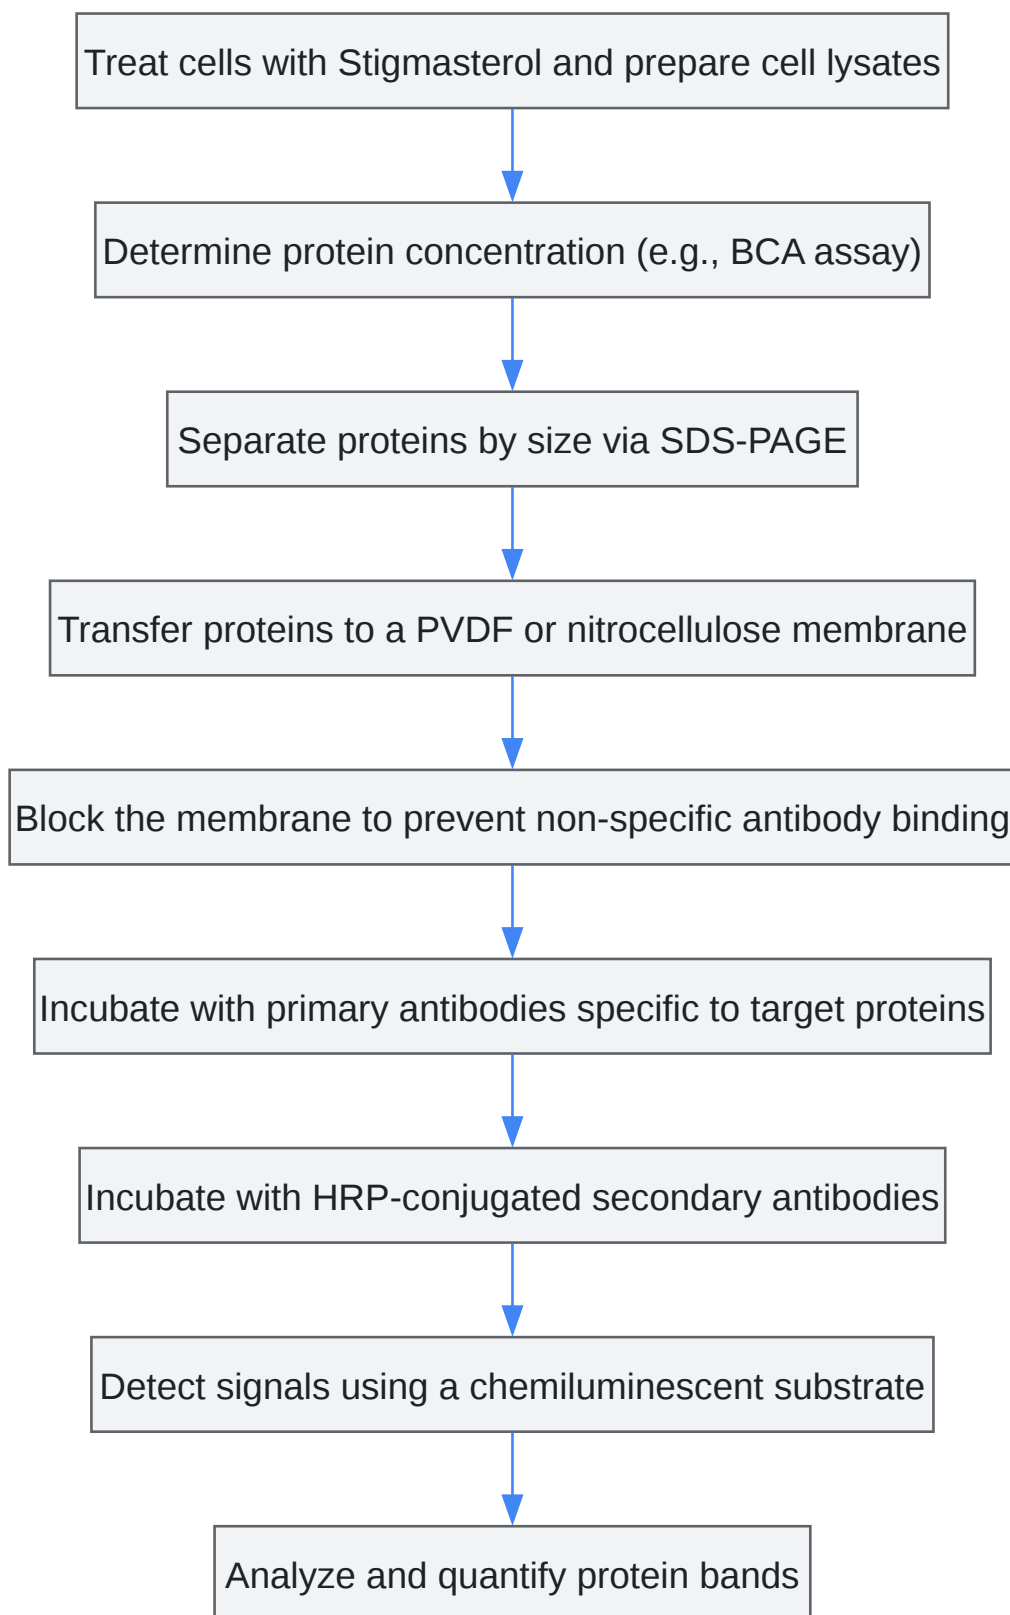 Treat cells with Stigmasterol and prepare cell lysates
Determine protein concentration (e.g., BCA assay)
Separate proteins by size via SDS-PAGE
Transfer proteins to a PVDF or nitrocellulose membrane
Block the membrane to prevent non-specific antibody binding
Incubate with primary antibodies specific to target proteins
Incubate with HRP-conjugated secondary antibodies
Detect signals using a chemiluminescent substrate
Analyze and quantify protein bands